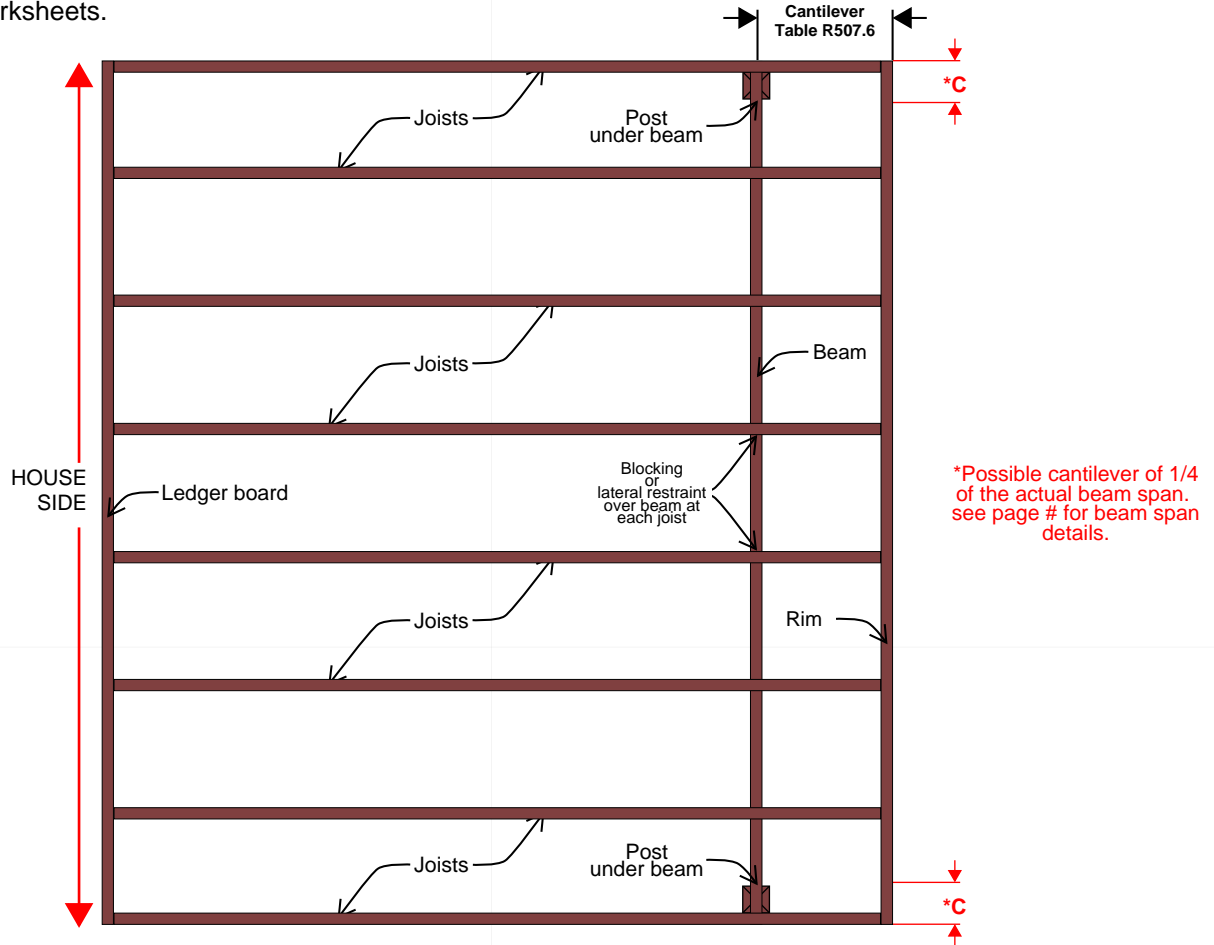 rksheets.
Cantilever
Table R507.6
*C
Joists
Post
under beam
Joists
Beam
HOUSE
SIDE
Ledger board
Blocking
or
lateral restraint
over beam at
each joist
*Possible cantilever of 1/4
of the actual beam span.
see page # for beam span
details.
Joists
Rim
Joists
Post
under beam
*C